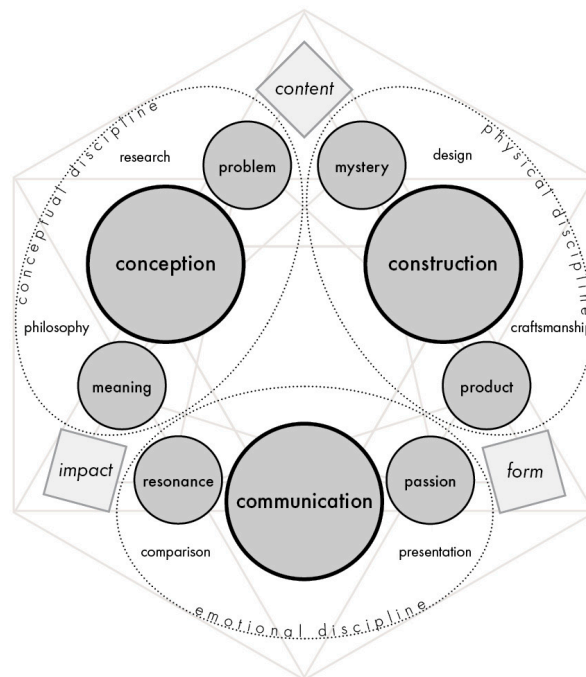 content
conceptual discipline
physical discipline
research
problem
mystery
design
conception
construction
philosophy
craftsmanship
meaning
product
impact
resonance
communication
passion
form
comparison
presentation
emotional discipline